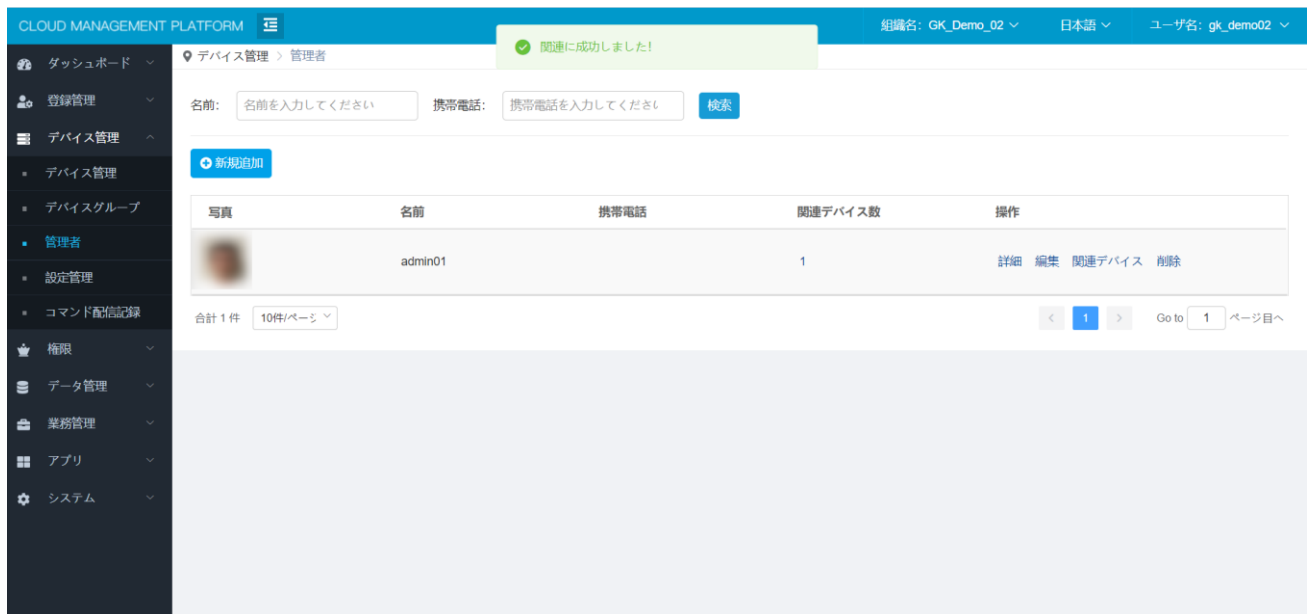 CLOUD MANAGEMENT PLATFORM
組織名：GK_Demo_02
日本語
ユーザ名：gk_demo02
関連に成功しました!
ダッシュボード
登録管理
デバイス管理
デバイス管理
デバイスグループ
管理者
設定管理
コマンド配信記録
権限
データ管理
業務管理
アプリ
システム
デバイス管理 > 管理者
名前： 名前を入力してください 携帯電話： 携帯電話を入力してくださ 検索
新規追加
写真 名前 携帯電話 関連デバイス数 操作
admin01 1 詳細 編集 関連デバイス 削除
合計 1 件 10件/ページ < 1 > Go to 1 ページ目へ